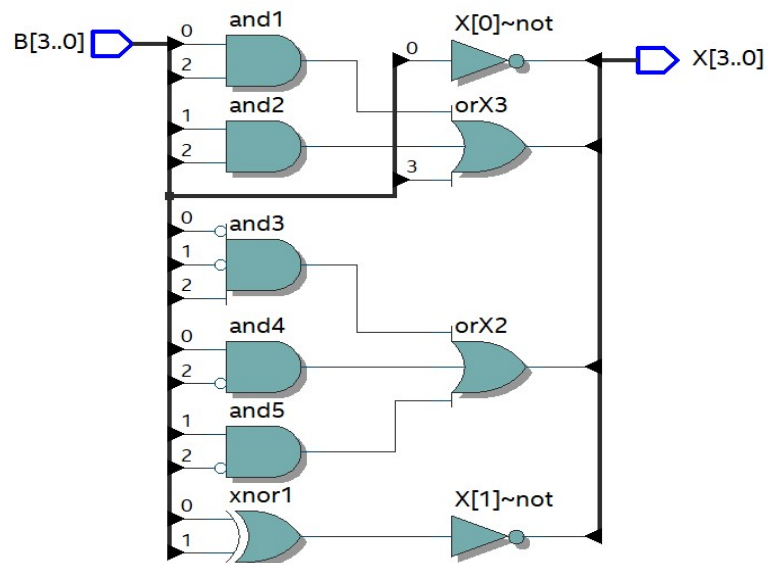 B[3..0]
0
and1
2
1
and2
2
0
X[0]~not
X[3..0]
orX3
3
0
and3
1
2
0
and4
2
orX2
1
and5
2
0
xnor1
1
X[1]~not